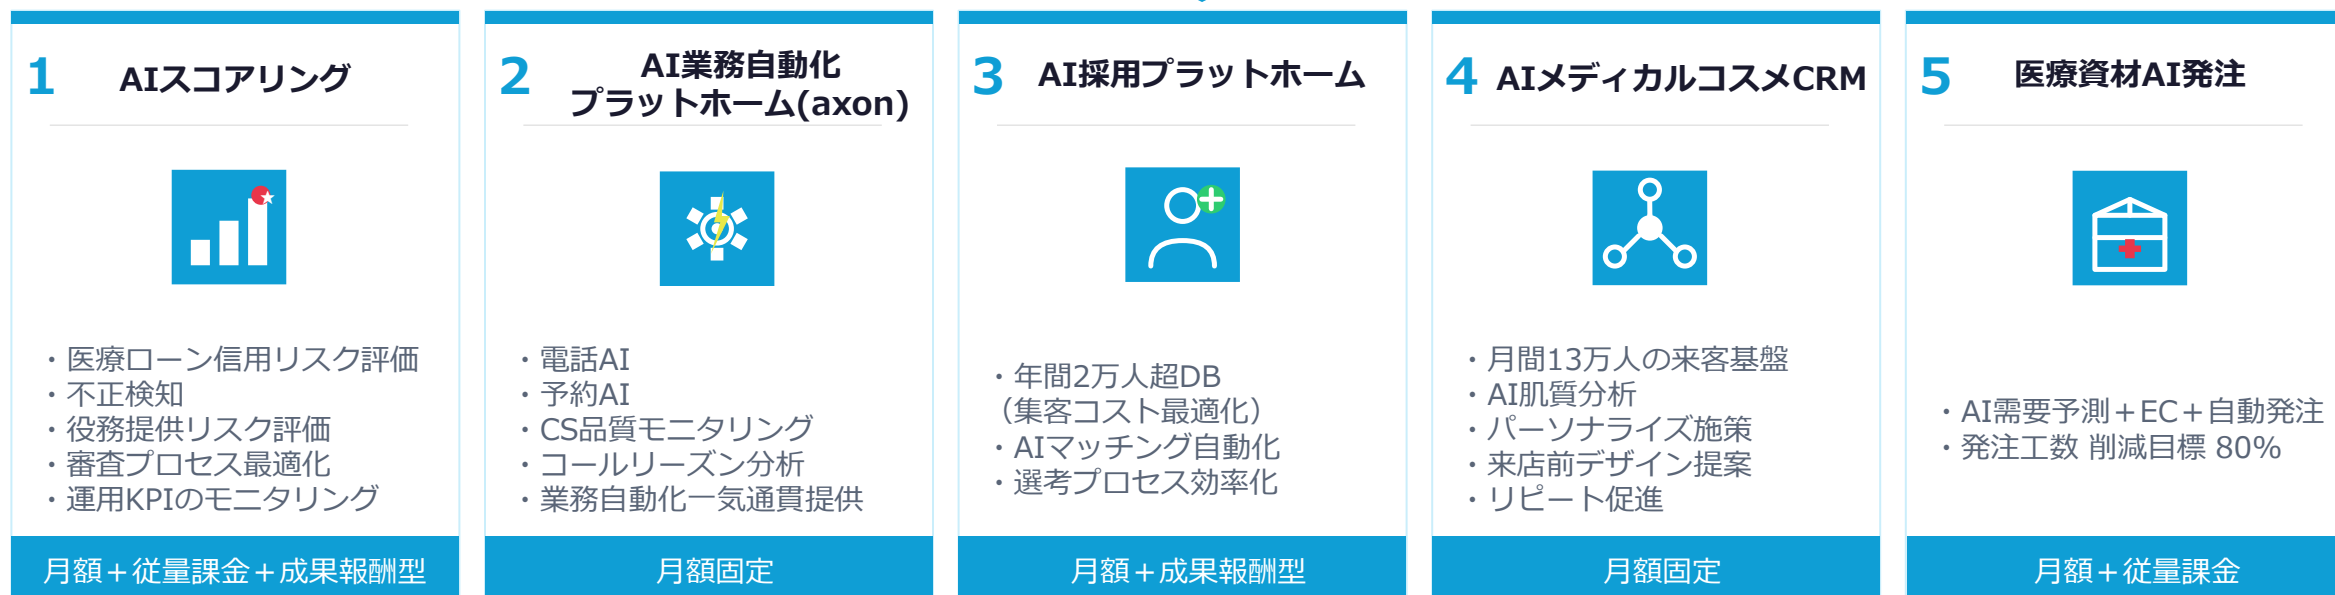 1
AIスコアリング
・医療ローン信用リスク評価
・不正検知
・役務提供リスク評価
・審査プロセス最適化
・運用KPIのモニタリング
月額＋従量課金＋成果報酬型
2
AI業務自動化
プラットホーム(axon)
・電話AI
・予約AI
・CS品質モニタリング
・コールリーズン分析
・業務自動化一気通貫提供
月額固定
3
AI採用プラットホーム
・年間2万人超DB
（集客コスト最適化）
・AIマッチング自動化
・選考プロセス効率化
月額＋成果報酬型
4
AIメディカルコスメCRM
・月間13万人の来客基盤
・AI肌質分析
・パーソナライズ施策
・来店前デザイン提案
・リピート促進
月額固定
5
医療資材AI発注
・AI需要予測＋EC＋自動発注
・発注工数 削減目標 80%
月額＋従量課金